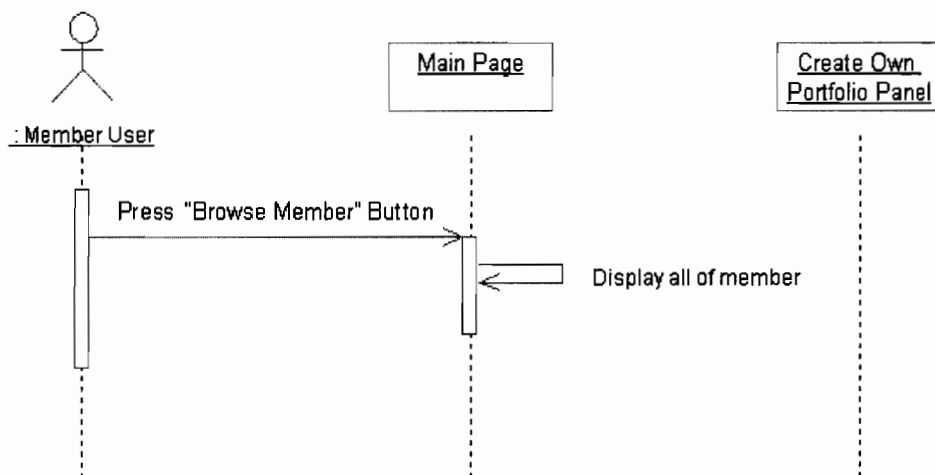 Main Page
Create Own
Portfolio Panel
: Member User
Press "Browse Member" Button
Display all of member